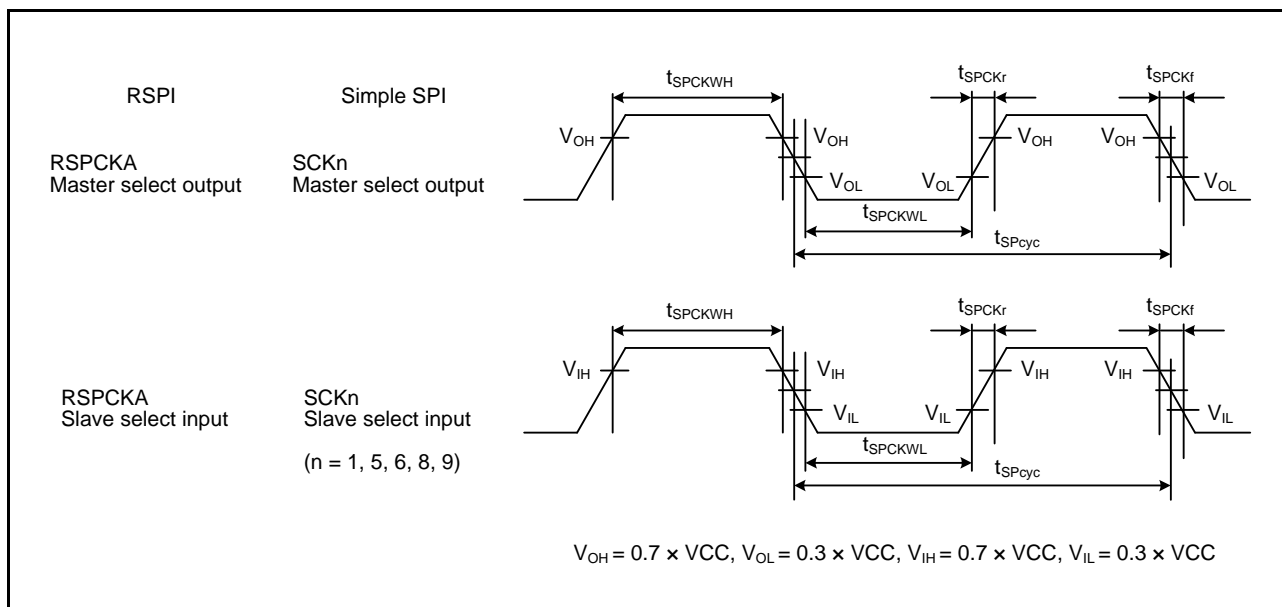 RSPI Simple SPI
tSPCKWH tSPCKr tSPCKf
VOH VOH VOH VOH
RSPCKA SCKn
Master select output Master select output
VOL VOL VOL
tSPCKWL
tSPcyc
tSPCKWH tSPCKr tSPCKf
VIH VIH VIH VIH
RSPCKA SCKn
Slave select input Slave select input
VIL VIL VIL
(n = 1, 5, 6, 8, 9)
tSPCKWL
tSPcyc
VOH = 0.7 × VCC, VOL = 0.3 × VCC, VIH = 0.7 × VCC, VIL = 0.3 × VCC